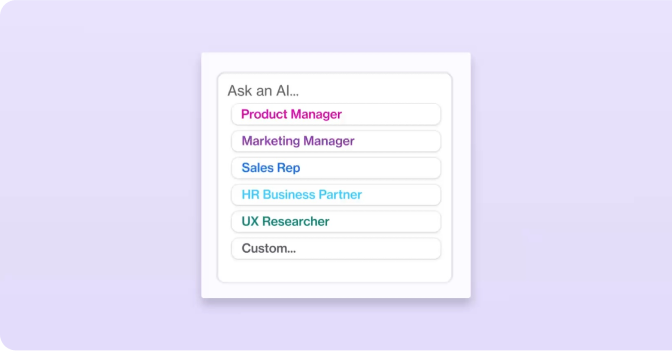 Ask an AI...
Product Manager
Marketing Manager
Sales Rep
HR Business Partner
UX Researcher
Custom...